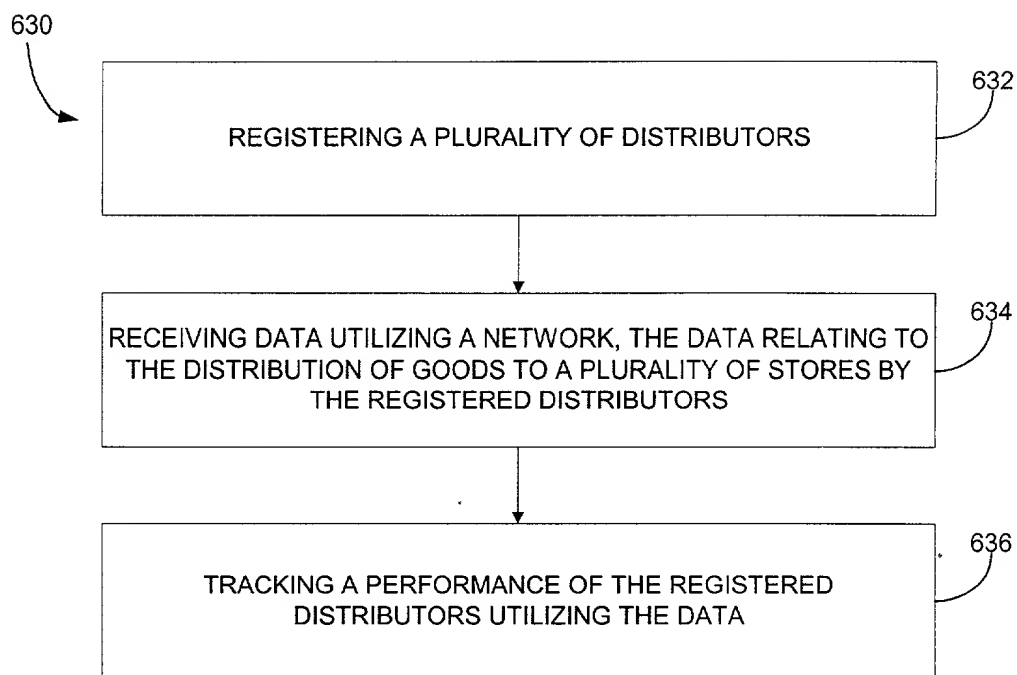 630
632
REGISTERING A PLURALITY OF DISTRIBUTORS
634
RECEIVING DATA UTILIZING A NETWORK, THE DATA RELATING TO
THE DISTRIBUTION OF GOODS TO A PLURALITY OF STORES BY
THE REGISTERED DISTRIBUTORS
636
TRACKING A PERFORMANCE OF THE REGISTERED
DISTRIBUTORS UTILIZING THE DATA